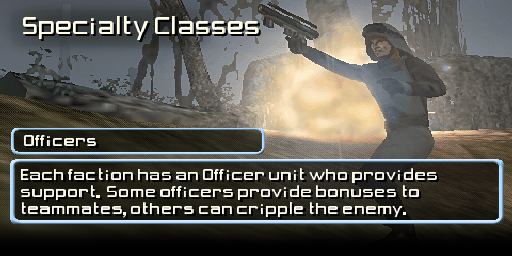 Specialty Classes
Officers
Each faction has an Officer unit who provides
support. Some officers provide bonuses to
teammates, others can cripple the enemy.